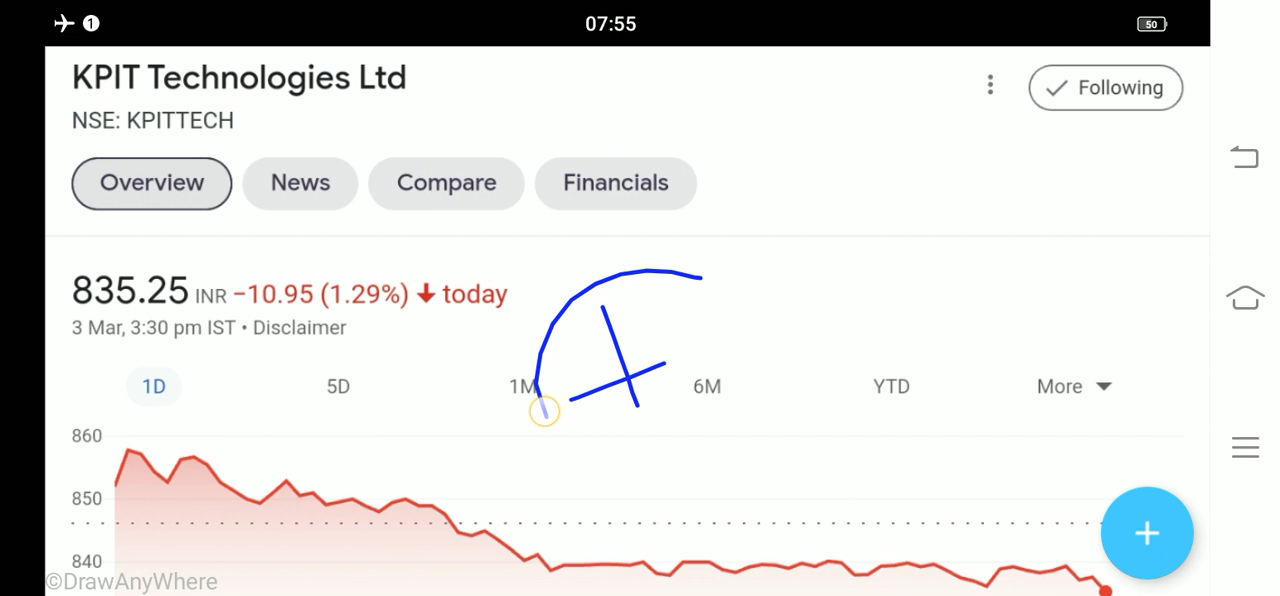 1 07:55 50
KPIT Technologies Ltd
Following
NSE: KPITTECH
Overview News Compare Financials
835.25 INR −10.95 (1.29%) today
3 Mar, 3:30 pm IST • Disclaimer
1D 5D 1M 6M YTD More
860
850
840
©DrawAnyWhere